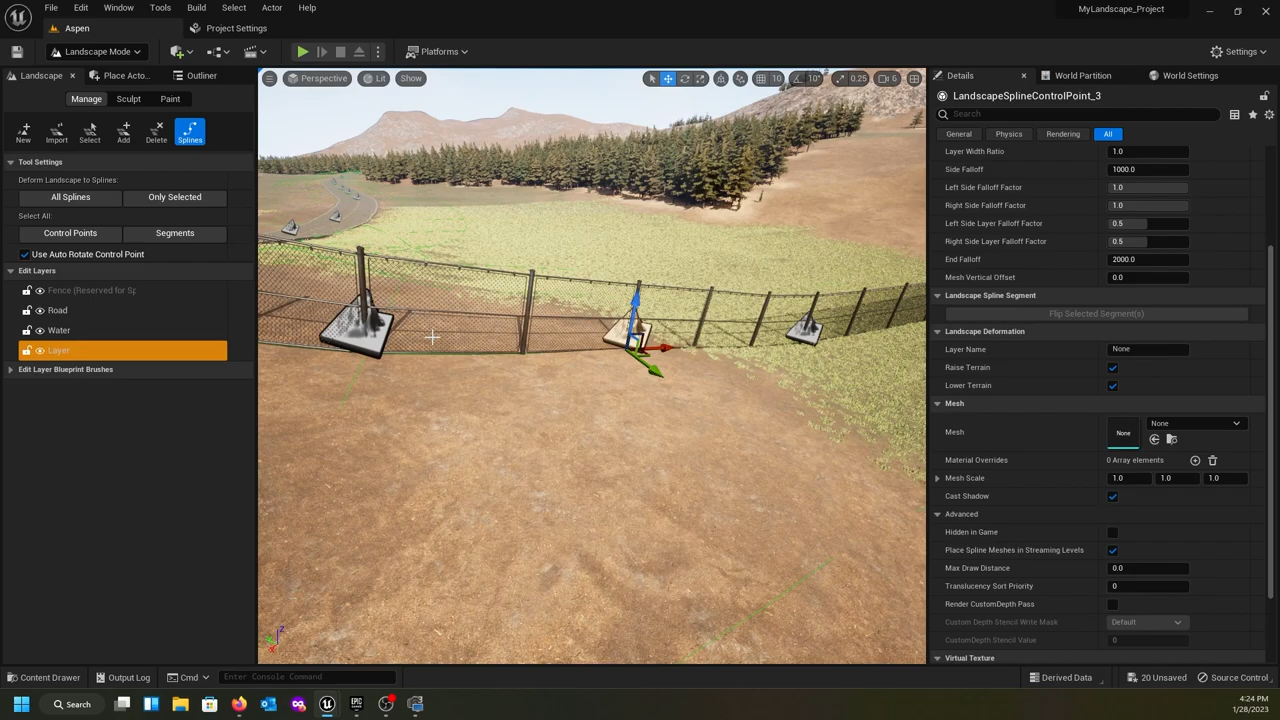 File Edit Window Tools Build Select Actor Help
MyLandscape_Project
Aspen
Project Settings
Landscape Mode
Platforms
Settings
Landscape
Place Acto...
Outliner
Perspective
Lit
Show
10
10°
0.25
6
Details
World Partition
World Settings
Manage
Sculpt
Paint
LandscapeSplineControlPoint_3
Search
New
Import
Select
Add
Delete
Splines
General
Physics
Rendering
All
Tool Settings
Deform Landscape to Splines:
All Splines
Only Selected
Select All:
Control Points
Segments
Use Auto Rotate Control Point
Edit Layers
Fence (Reserved for Sp
Road
Water
Layer
Edit Layer Blueprint Brushes
Layer Width Ratio 1.0
Side Falloff 1000.0
Left Side Falloff Factor 1.0
Right Side Falloff Factor 1.0
Left Side Layer Falloff Factor 0.5
Right Side Layer Falloff Factor 0.5
End Falloff 2000.0
Mesh Vertical Offset 0.0
Landscape Spline Segment
Flip Selected Segment(s)
Landscape Deformation
Layer Name None
Raise Terrain
Lower Terrain
Mesh
Mesh None None
Material Overrides 0 Array elements
Mesh Scale 1.0 1.0 1.0
Cast Shadow
Advanced
Hidden in Game
Place Spline Meshes in Streaming Levels
Max Draw Distance 0.0
Translucency Sort Priority 0
Render CustomDepth Pass
Custom Depth Stencil Write Mask Default
CustomDepth Stencil Value 0
Virtual Texture
Z
X
Content Drawer
Output Log
Cmd
Enter Console Command
Derived Data
20 Unsaved
Source Control
Search
EPIC
4:24 PM
1/28/2023